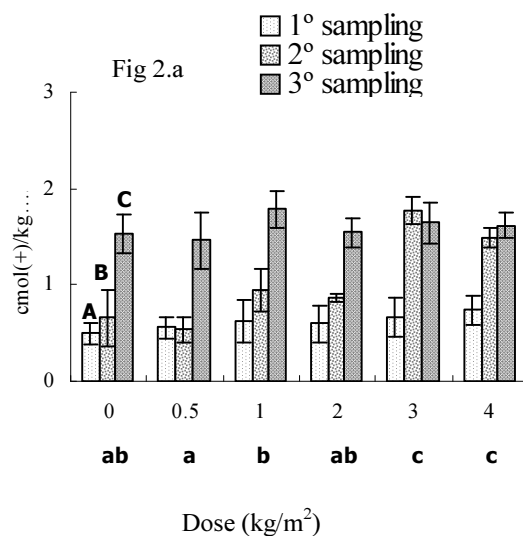 1º sampling
2º sampling
3º sampling
Fig 2.a
cmol(+)/kg...
3
2
1
0
A
B
C
0 0.5 1 2 3 4
ab a b ab c c
Dose (kg/m²)